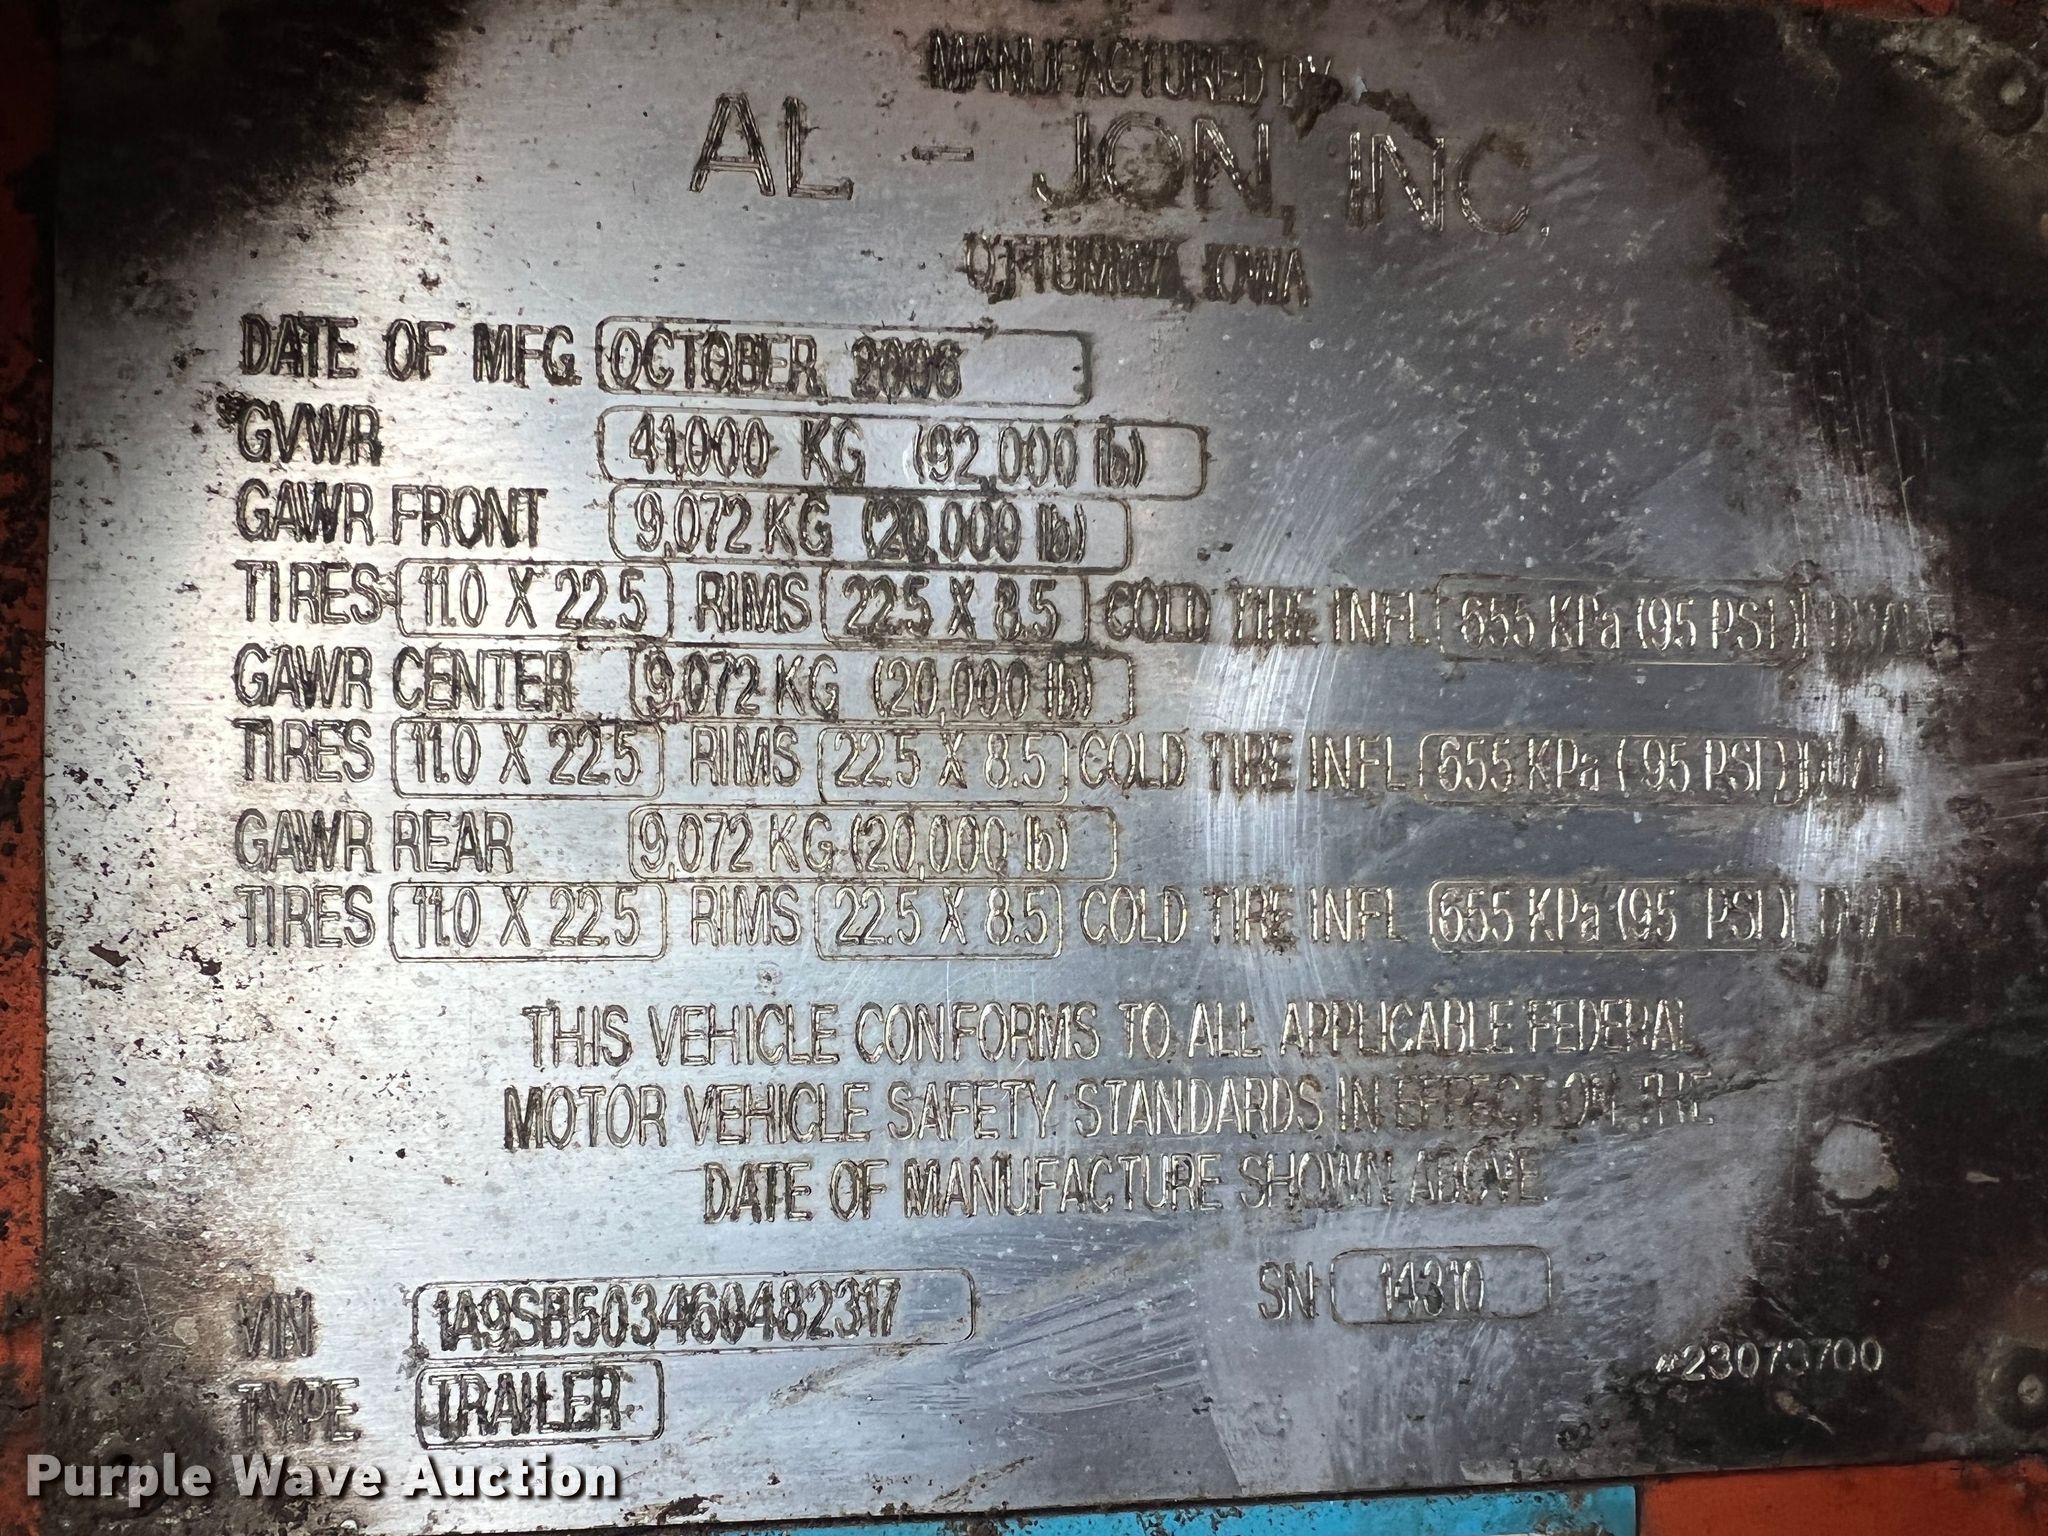 MANUFACTURED BY
AL - JON, INC.
OTTUMWA, IOWA
DATE OF MFG OCTOBER, 2006
GVWR 41,000 KG (92,000 lb)
GAWR FRONT 9,072 KG (20,000 lb)
TIRES 11.0 X 22.5 RIMS 22.5 X 8.5 COLD TIRE INFL 655 KPa (95 PSI) DUAL
GAWR CENTER 9,072 KG (20,000 lb)
TIRES 11.0 X 22.5 RIMS 22.5 X 8.5 COLD TIRE INFL 655 KPa (95 PSI) DUAL
GAWR REAR 9,072 KG (20,000 lb)
TIRES 11.0 X 22.5 RIMS 22.5 X 8.5 COLD TIRE INFL 655 KPa (95 PSI) DUAL
THIS VEHICLE CONFORMS TO ALL APPLICABLE FEDERAL
MOTOR VEHICLE SAFETY STANDARDS IN EFFECT ON THE
DATE OF MANUFACTURE SHOWN ABOVE.
VIN 1A9SB503460482317 SN 14310
#23073700
TYPE TRAILER
Purple Wave Auction